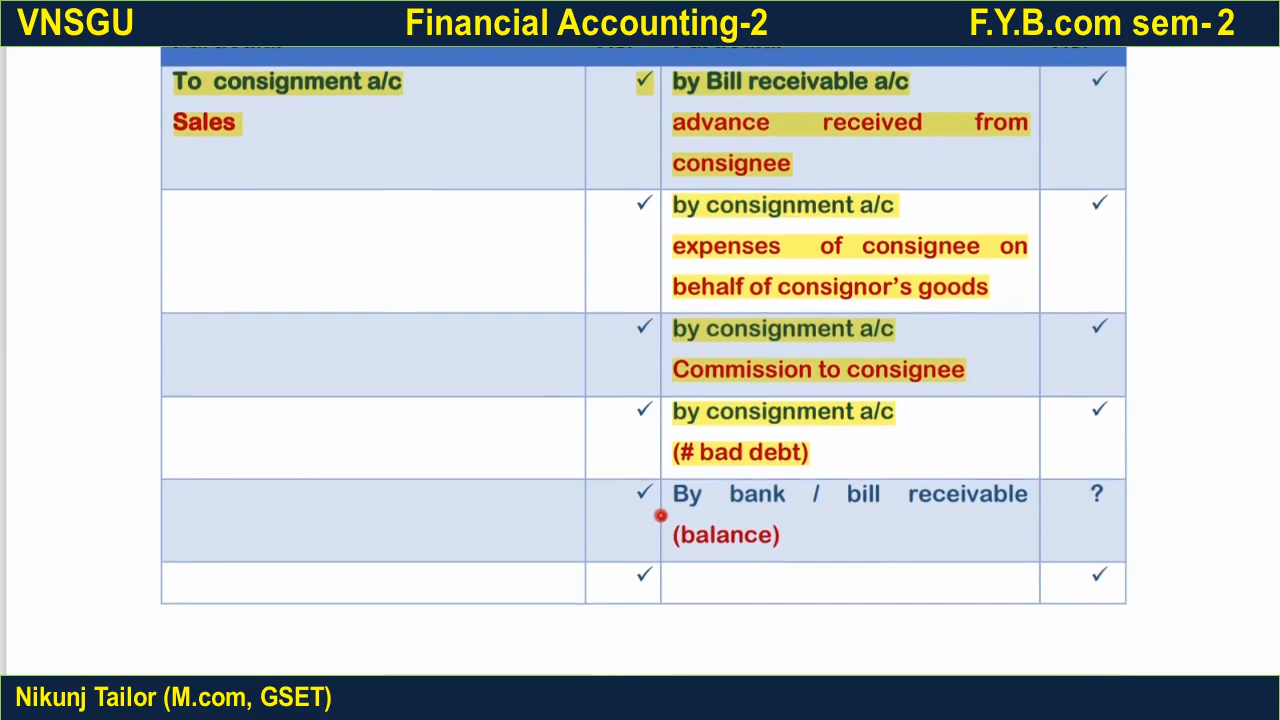 VNSGU Financial Accounting-2 F.Y.B.com sem- 2
To consignment a/c ✓ by Bill receivable a/c ✓
Sales advance received from
consignee
✓ by consignment a/c ✓
expenses of consignee on
behalf of consignor's goods
✓ by consignment a/c ✓
Commission to consignee
✓ by consignment a/c ✓
(# bad debt)
✓ By bank / bill receivable ?
(balance)
✓ ✓
Nikunj Tailor (M.com, GSET)